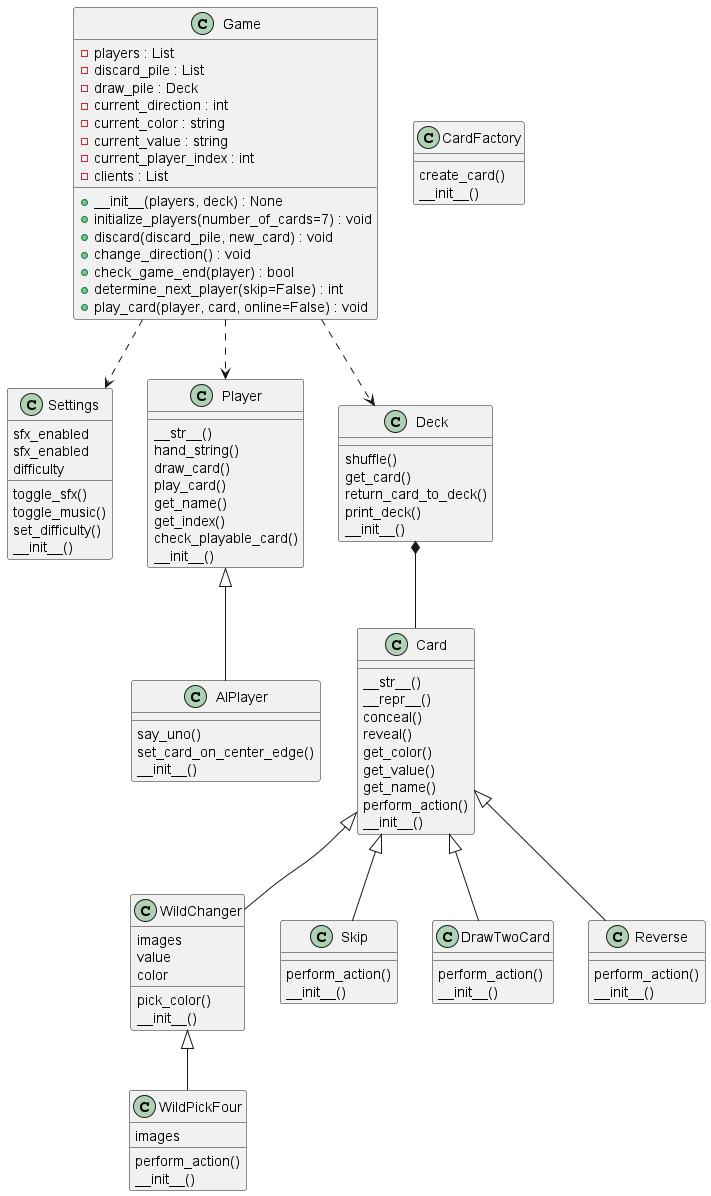 C Game
players : List
discard_pile : List
draw_pile : Deck
current_direction : int
current_color : string
current_value : string
current_player_index : int
clients : List
__init__(players, deck) : None
initialize_players(number_of_cards=7) : void
discard(discard_pile, new_card) : void
change_direction() : void
check_game_end(player) : bool
determine_next_player(skip=False) : int
play_card(player, card, online=False) : void
C CardFactory
create_card()
__init__()
C Settings
sfx_enabled
sfx_enabled
difficulty
toggle_sfx()
toggle_music()
set_difficulty()
__init__()
C Player
__str__()
hand_string()
draw_card()
play_card()
get_name()
get_index()
check_playable_card()
__init__()
C Deck
shuffle()
get_card()
return_card_to_deck()
print_deck()
__init__()
C AIPlayer
say_uno()
set_card_on_center_edge()
__init__()
C Card
__str__()
__repr__()
conceal()
reveal()
get_color()
get_value()
get_name()
perform_action()
__init__()
C WildChanger
images
value
color
pick_color()
__init__()
C Skip
perform_action()
__init__()
C DrawTwoCard
perform_action()
__init__()
C Reverse
perform_action()
__init__()
C WildPickFour
images
perform_action()
__init__()